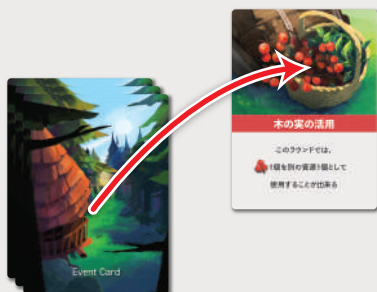 木の実の活用
このラウンドでは、
1個を別の資源1個として
使用することが出来る
Event Card